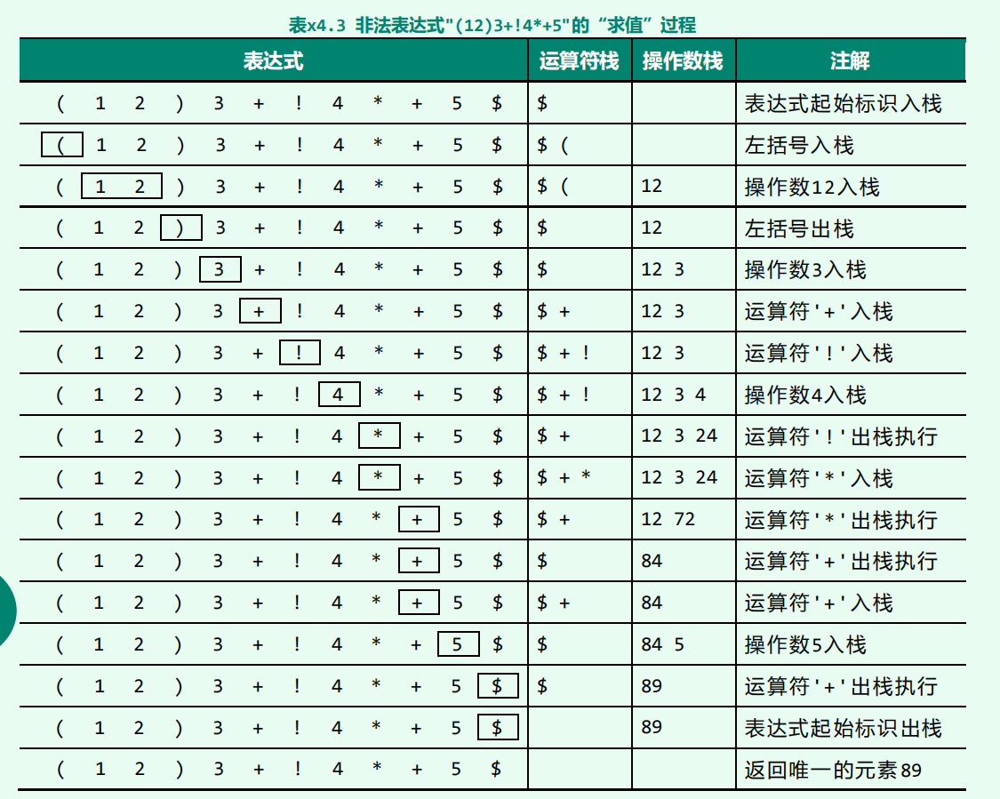 表x4.3 非法表达式"(12)3+!4*+5"的“求值”过程
表达式 运算符栈 操作数栈 注解
( 1 2 ) 3 + ! 4 * + 5 $ $ 表达式起始标识入栈
( 1 2 ) 3 + ! 4 * + 5 $ $ ( 左括号入栈
( 1 2 ) 3 + ! 4 * + 5 $ $ ( 12 操作数12入栈
( 1 2 ) 3 + ! 4 * + 5 $ $ 12 左括号出栈
( 1 2 ) 3 + ! 4 * + 5 $ $ 12 3 操作数3入栈
( 1 2 ) 3 + ! 4 * + 5 $ $ + 12 3 运算符'+'入栈
( 1 2 ) 3 + ! 4 * + 5 $ $ + ! 12 3 运算符'!'入栈
( 1 2 ) 3 + ! 4 * + 5 $ $ + ! 12 3 4 操作数4入栈
( 1 2 ) 3 + ! 4 * + 5 $ $ + 12 3 24 运算符'!'出栈执行
( 1 2 ) 3 + ! 4 * + 5 $ $ + * 12 3 24 运算符'*'入栈
( 1 2 ) 3 + ! 4 * + 5 $ $ + 12 72 运算符'*'出栈执行
( 1 2 ) 3 + ! 4 * + 5 $ $ 84 运算符'+'出栈执行
( 1 2 ) 3 + ! 4 * + 5 $ $ + 84 运算符'+'入栈
( 1 2 ) 3 + ! 4 * + 5 $ $ 84 5 操作数5入栈
( 1 2 ) 3 + ! 4 * + 5 $ $ 89 运算符'+'出栈执行
( 1 2 ) 3 + ! 4 * + 5 $ 89 表达式起始标识出栈
( 1 2 ) 3 + ! 4 * + 5 $ 返回唯一的元素89